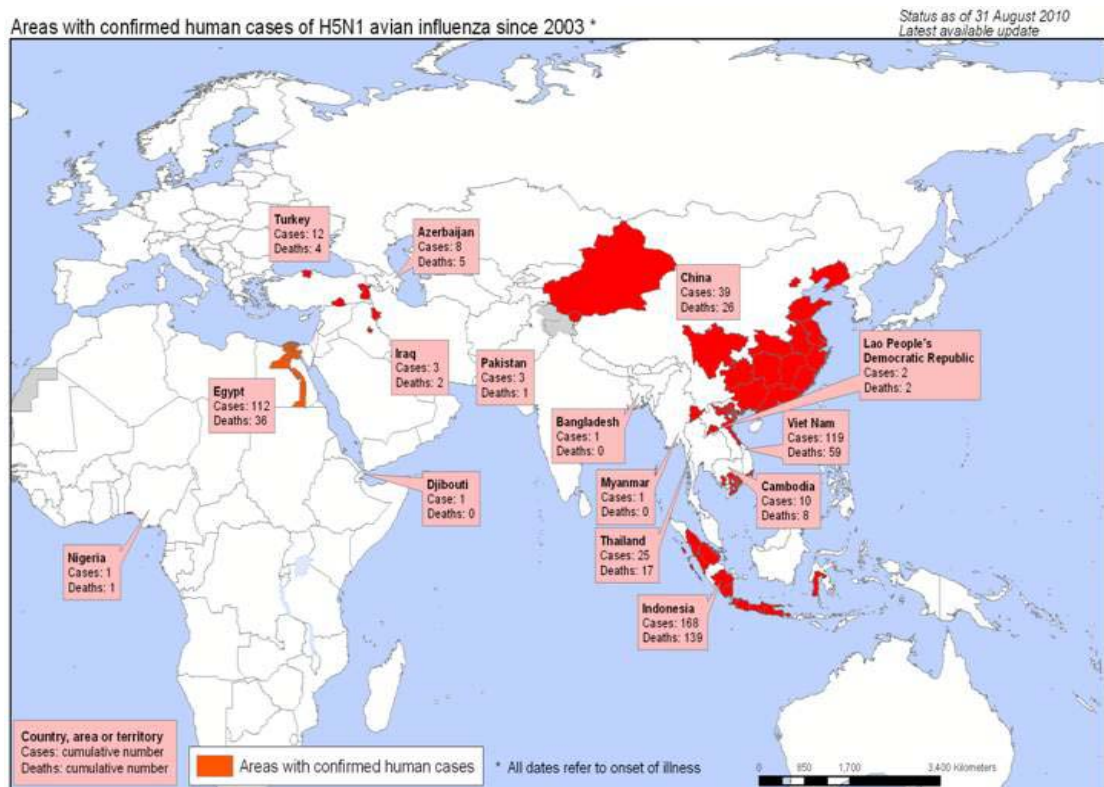 Areas with confirmed human cases of H5N1 avian influenza since 2003 *
Status as of 31 August 2010
Latest available update
Turkey
Cases: 12
Deaths: 4
Azerbaijan
Cases: 8
Deaths: 5
China
Cases: 39
Deaths: 26
Lao People's
Democratic Republic
Cases: 2
Deaths: 2
Iraq
Cases: 3
Deaths: 2
Pakistan
Cases: 3
Deaths: 1
Egypt
Cases: 112
Deaths: 36
Bangladesh
Cases: 1
Deaths: 0
Viet Nam
Cases: 119
Deaths: 59
Djibouti
Case: 1
Deaths: 0
Myanmar
Cases: 1
Deaths: 0
Cambodia
Cases: 10
Deaths: 8
Nigeria
Cases: 1
Deaths: 1
Thailand
Cases: 25
Deaths: 17
Indonesia
Cases: 168
Deaths: 139
Country, area or territory
Cases: cumulative number
Deaths: cumulative number
Areas with confirmed human cases
* All dates refer to onset of illness
0 850 1,700 3,400 Kilometers